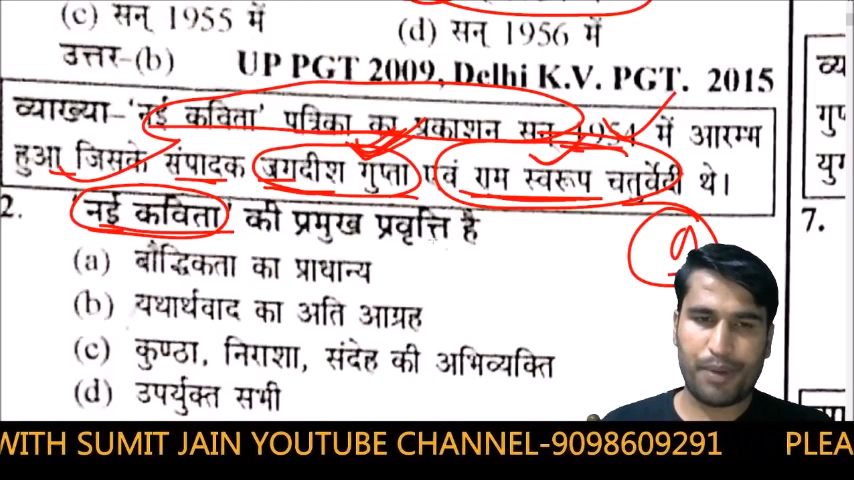 (c) सन् 1955 में
(d) सन् 1956 में
उत्तर-(b) UP PGT 2009, Delhi K.V. PGT. 2015
व्याख्या-'नई कविता' पत्रिका का प्रकाशन सन् 1954 में आरम्भ
हुआ जिसके संपादक जगदीश गुप्ता एवं राम स्वरूप चतुर्वेदी थे।
2. 'नई कविता' की प्रमुख प्रवृत्ति है
(a) बौद्धिकता का प्राधान्य
(b) यथार्थवाद का अति आग्रह
(c) कुण्ठा, निराशा, संदेह की अभिव्यक्ति
(d) उपर्युक्त सभी
व्य
गु
यु
7.
WITH SUMIT JAIN YOUTUBE CHANNEL-9098609291 PLEA